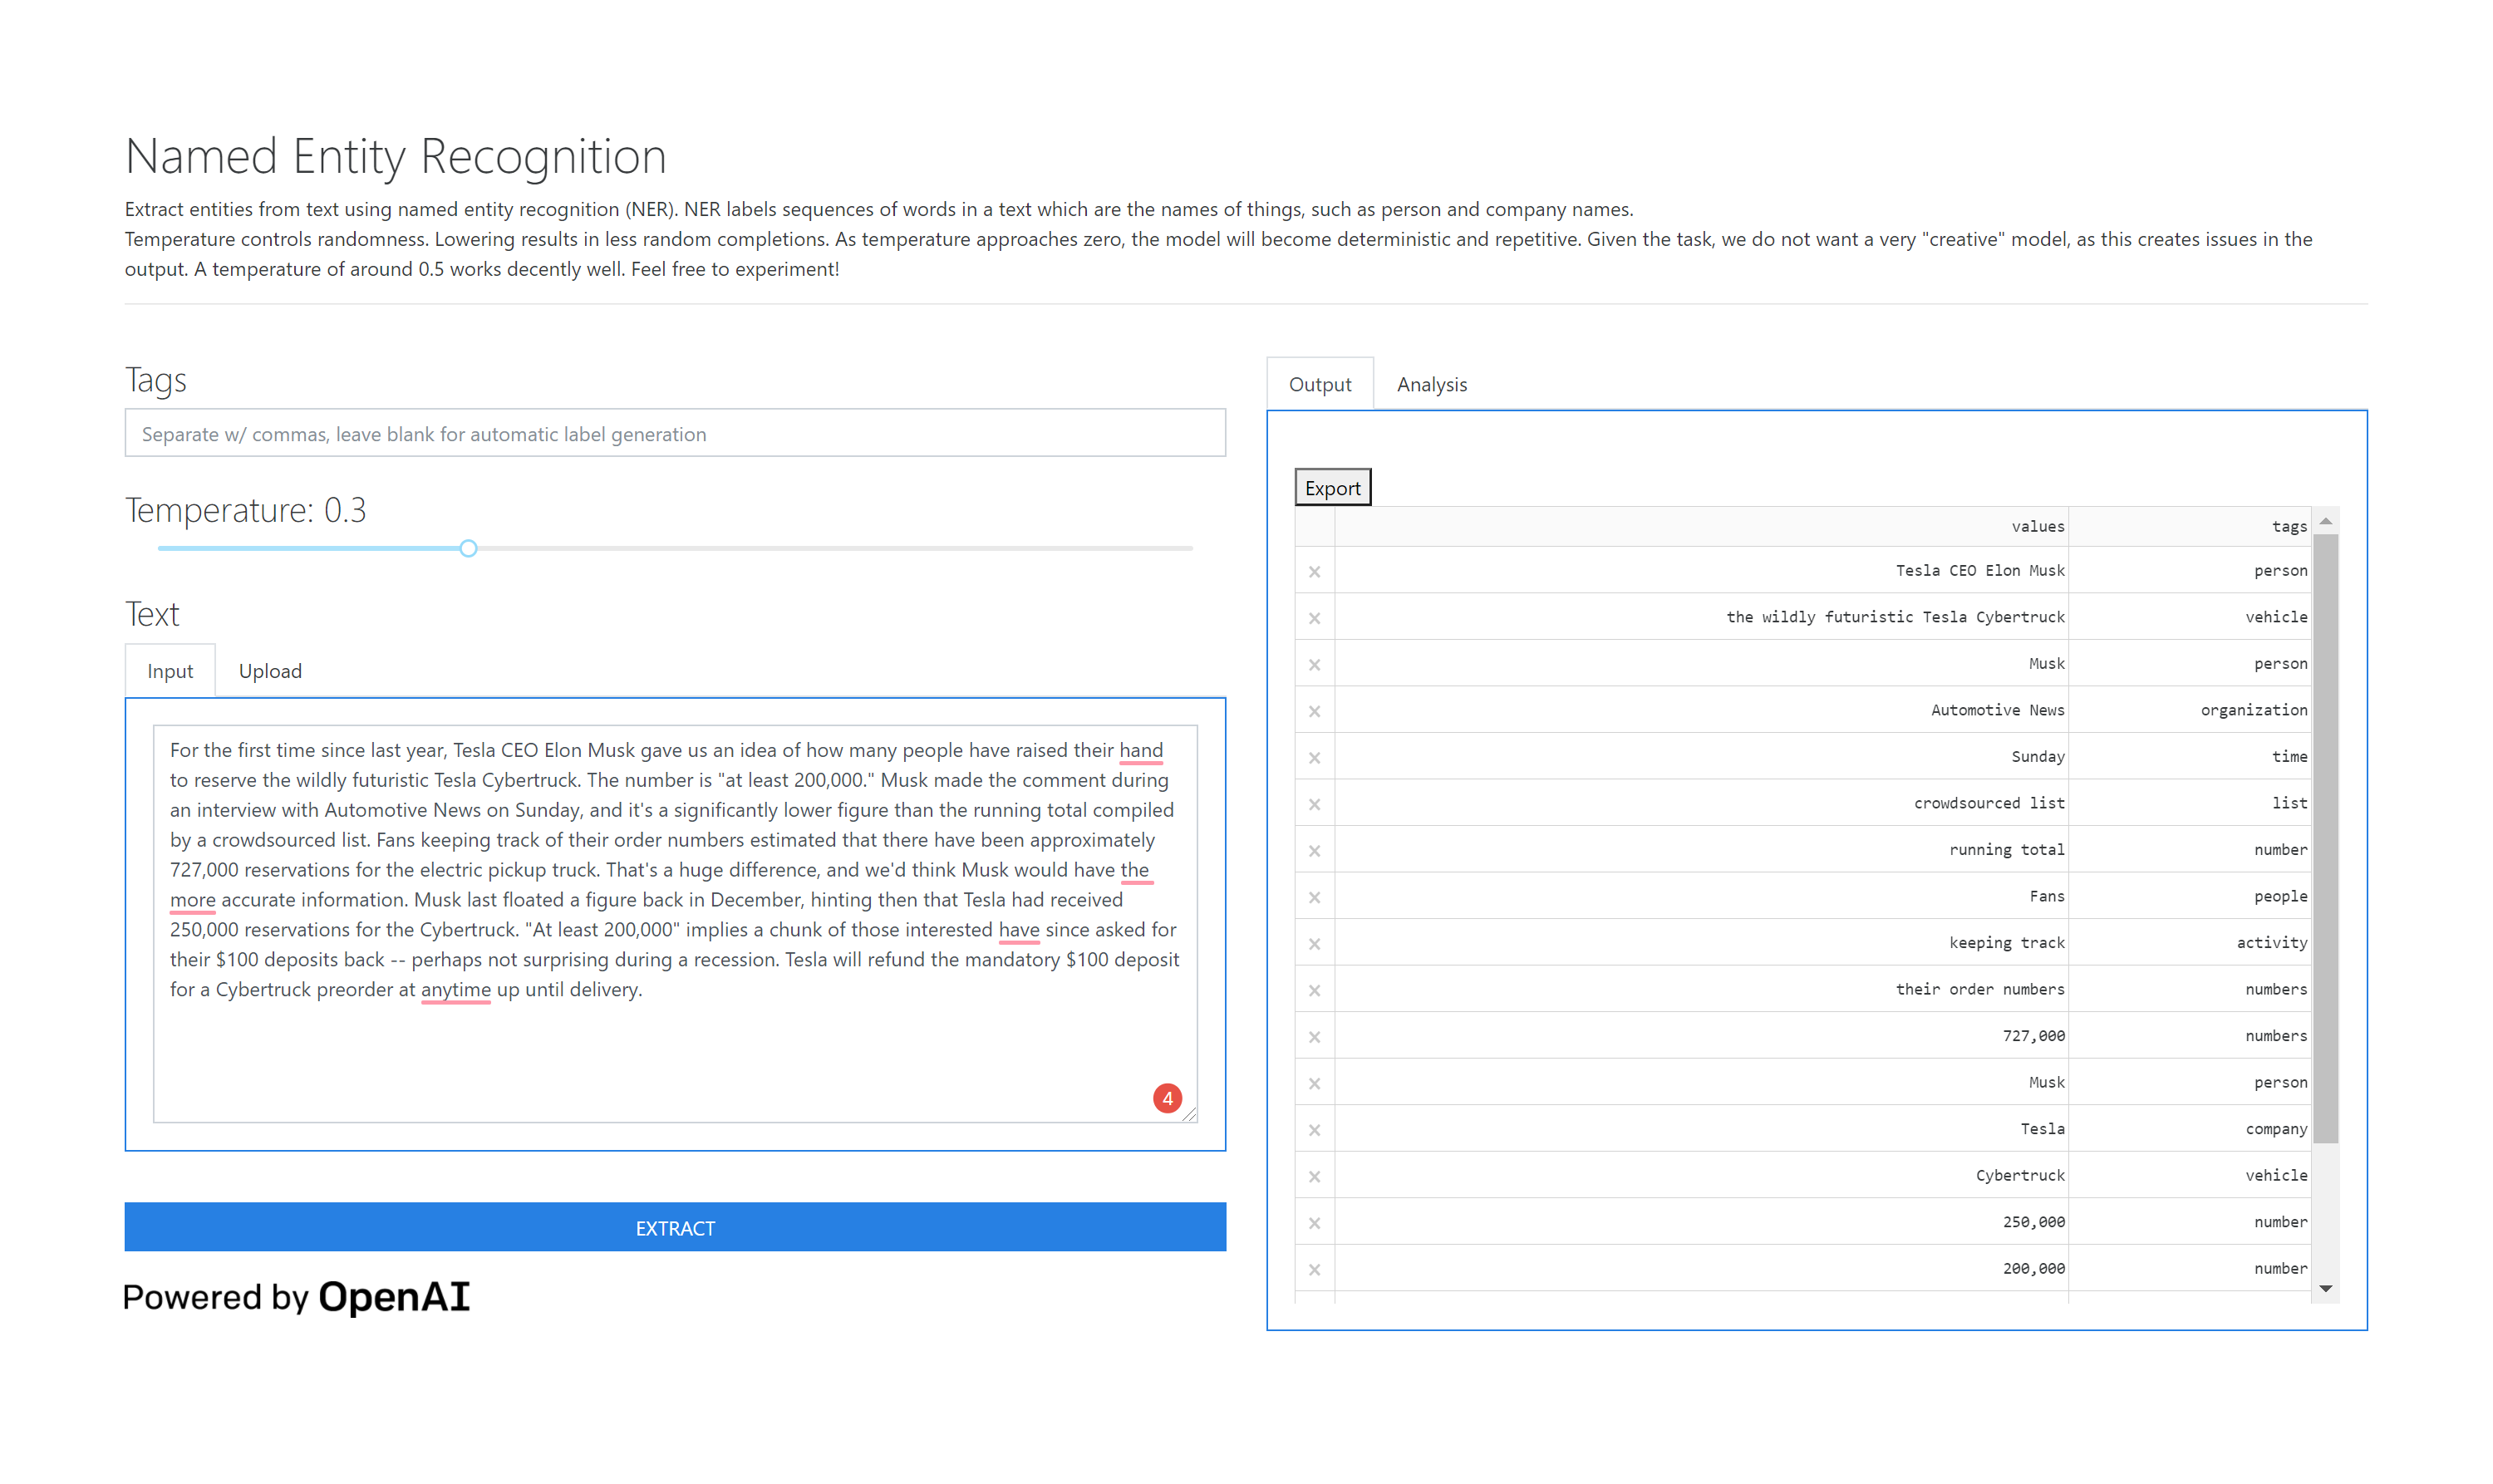 Named Entity Recognition
Extract entities from text using named entity recognition (NER). NER labels sequences of words in a text which are the names of things, such as person and company names.
Temperature controls randomness. Lowering results in less random completions. As temperature approaches zero, the model will become deterministic and repetitive. Given the task, we do not want a very "creative" model, as this creates issues in the
output. A temperature of around 0.5 works decently well. Feel free to experiment!
Tags
Separate w/ commas, leave blank for automatic label generation
Temperature: 0.3
Text
Input Upload
For the first time since last year, Tesla CEO Elon Musk gave us an idea of how many people have raised their hand
to reserve the wildly futuristic Tesla Cybertruck. The number is "at least 200,000." Musk made the comment during
an interview with Automotive News on Sunday, and it's a significantly lower figure than the running total compiled
by a crowdsourced list. Fans keeping track of their order numbers estimated that there have been approximately
727,000 reservations for the electric pickup truck. That's a huge difference, and we'd think Musk would have the
more accurate information. Musk last floated a figure back in December, hinting then that Tesla had received
250,000 reservations for the Cybertruck. "At least 200,000" implies a chunk of those interested have since asked for
their $100 deposits back -- perhaps not surprising during a recession. Tesla will refund the mandatory $100 deposit
for a Cybertruck preorder at anytime up until delivery.
4
EXTRACT
Powered by OpenAI
Output Analysis
Export
values tags
× Tesla CEO Elon Musk person
× the wildly futuristic Tesla Cybertruck vehicle
× Musk person
× Automotive News organization
× Sunday time
× crowdsourced list list
× running total number
× Fans people
× keeping track activity
× their order numbers numbers
× 727,000 numbers
× Musk person
× Tesla company
× Cybertruck vehicle
× 250,000 number
× 200,000 number